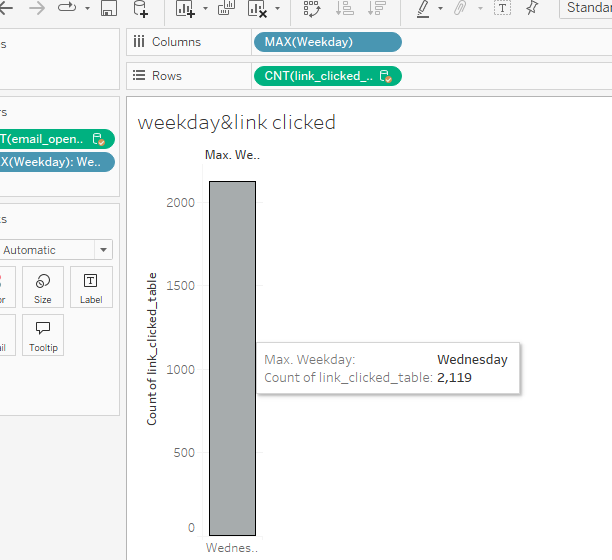 Standar
Columns
MAX(Weekday)
Rows
CNT(link_clicked_..
es
rs
T(email_open..
X(Weekday): We..
ks
Automatic
or
Size
Label
ail
Tooltip
weekday&link clicked
Max. We..
2000
1500
1000
500
0
Count of link_clicked_table
Max. Weekday: Wednesday
Count of link_clicked_table: 2,119
Wednes..